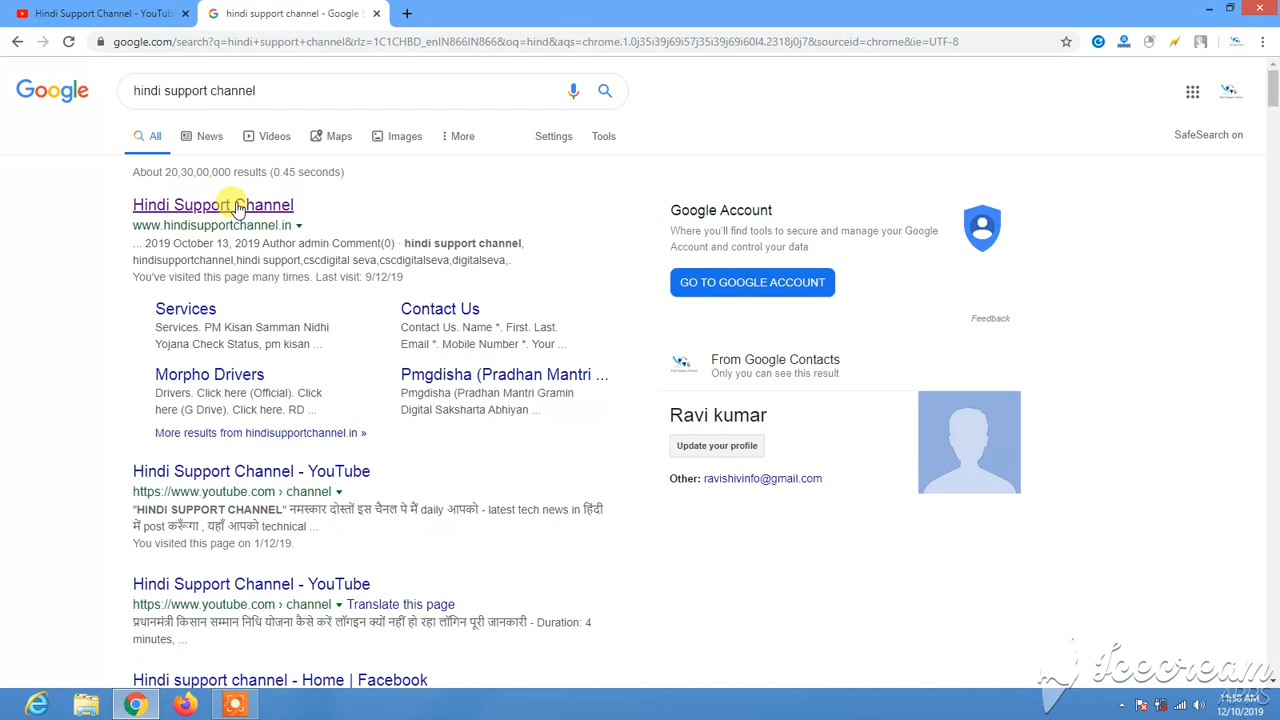 Hindi Support Channel - YouTube
hindi support channel - Google S
google.com/search?q=hindi+support+channel&rlz=1C1CHBD_enIN866IN866&oq=hind&aqs=chrome.1.0j35i39j69i57j35i39j69i60l4.2318j0j7&sourceid=chrome&ie=UTF-8
Google
hindi support channel
All News Videos Maps Images More Settings Tools
SafeSearch on
About 20,30,00,000 results (0.45 seconds)
Hindi Support Channel
www.hindisupportchannel.in
... 2019 October 13, 2019 Author admin Comment(0) · hindi support channel,
hindisupportchannel,hindi support,cscdigital seva,cscdigitalseva,digitalseva,.
You've visited this page many times. Last visit: 9/12/19
Services
Services. PM Kisan Samman Nidhi
Yojana Check Status, pm kisan ...
Contact Us
Contact Us. Name *. First. Last.
Email *. Mobile Number *. Your ...
Morpho Drivers
Drivers. Click here (Official). Click
here (G Drive). Click here. RD ...
Pmgdisha (Pradhan Mantri ...
Pmgdisha (Pradhan Mantri Gramin
Digital Saksharta Abhiyan ...
More results from hindisupportchannel.in »
Hindi Support Channel - YouTube
https://www.youtube.com › channel
"HINDI SUPPORT CHANNEL" नमस्कार दोस्तों इस चैनल पे मैं daily आपको - latest tech news in हिंदी
में post करूँगा , यहाँ आपको technical ...
You visited this page on 1/12/19.
Hindi Support Channel - YouTube
https://www.youtube.com › channel Translate this page
प्रधानमंत्री किसान सम्मान निधि योजना कैसे करें लॉगइन क्यों नहीं हो रहा लॉगिन पूरी जानकारी - Duration: 4
minutes, ...
Hindi support channel - Home | Facebook
Google Account
Where you'll find tools to secure and manage your Google
Account and control your data
GO TO GOOGLE ACCOUNT
Feedback
From Google Contacts
Only you can see this result
Ravi kumar
Update your profile
Other: ravishivinfo@gmail.com
Icecream
APPS
11:58 AM
12/10/2019